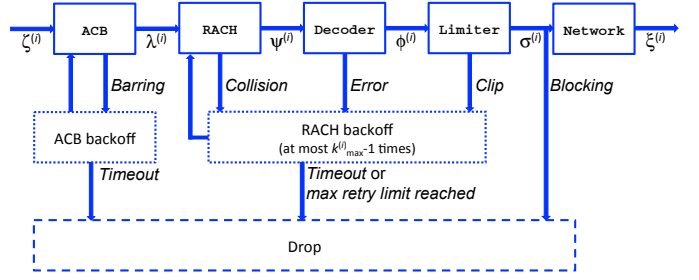 ACB RACH Decoder Limiter Network
ζ⁽ⁱ⁾ λ⁽ⁱ⁾ ψ⁽ⁱ⁾ ϕ⁽ⁱ⁾ σ⁽ⁱ⁾ ξ⁽ⁱ⁾
Barring Collision Error Clip Blocking
ACB backoff
RACH backoff
(at most k⁽ⁱ⁾max-1 times)
Timeout
Timeout or
max retry limit reached
Drop